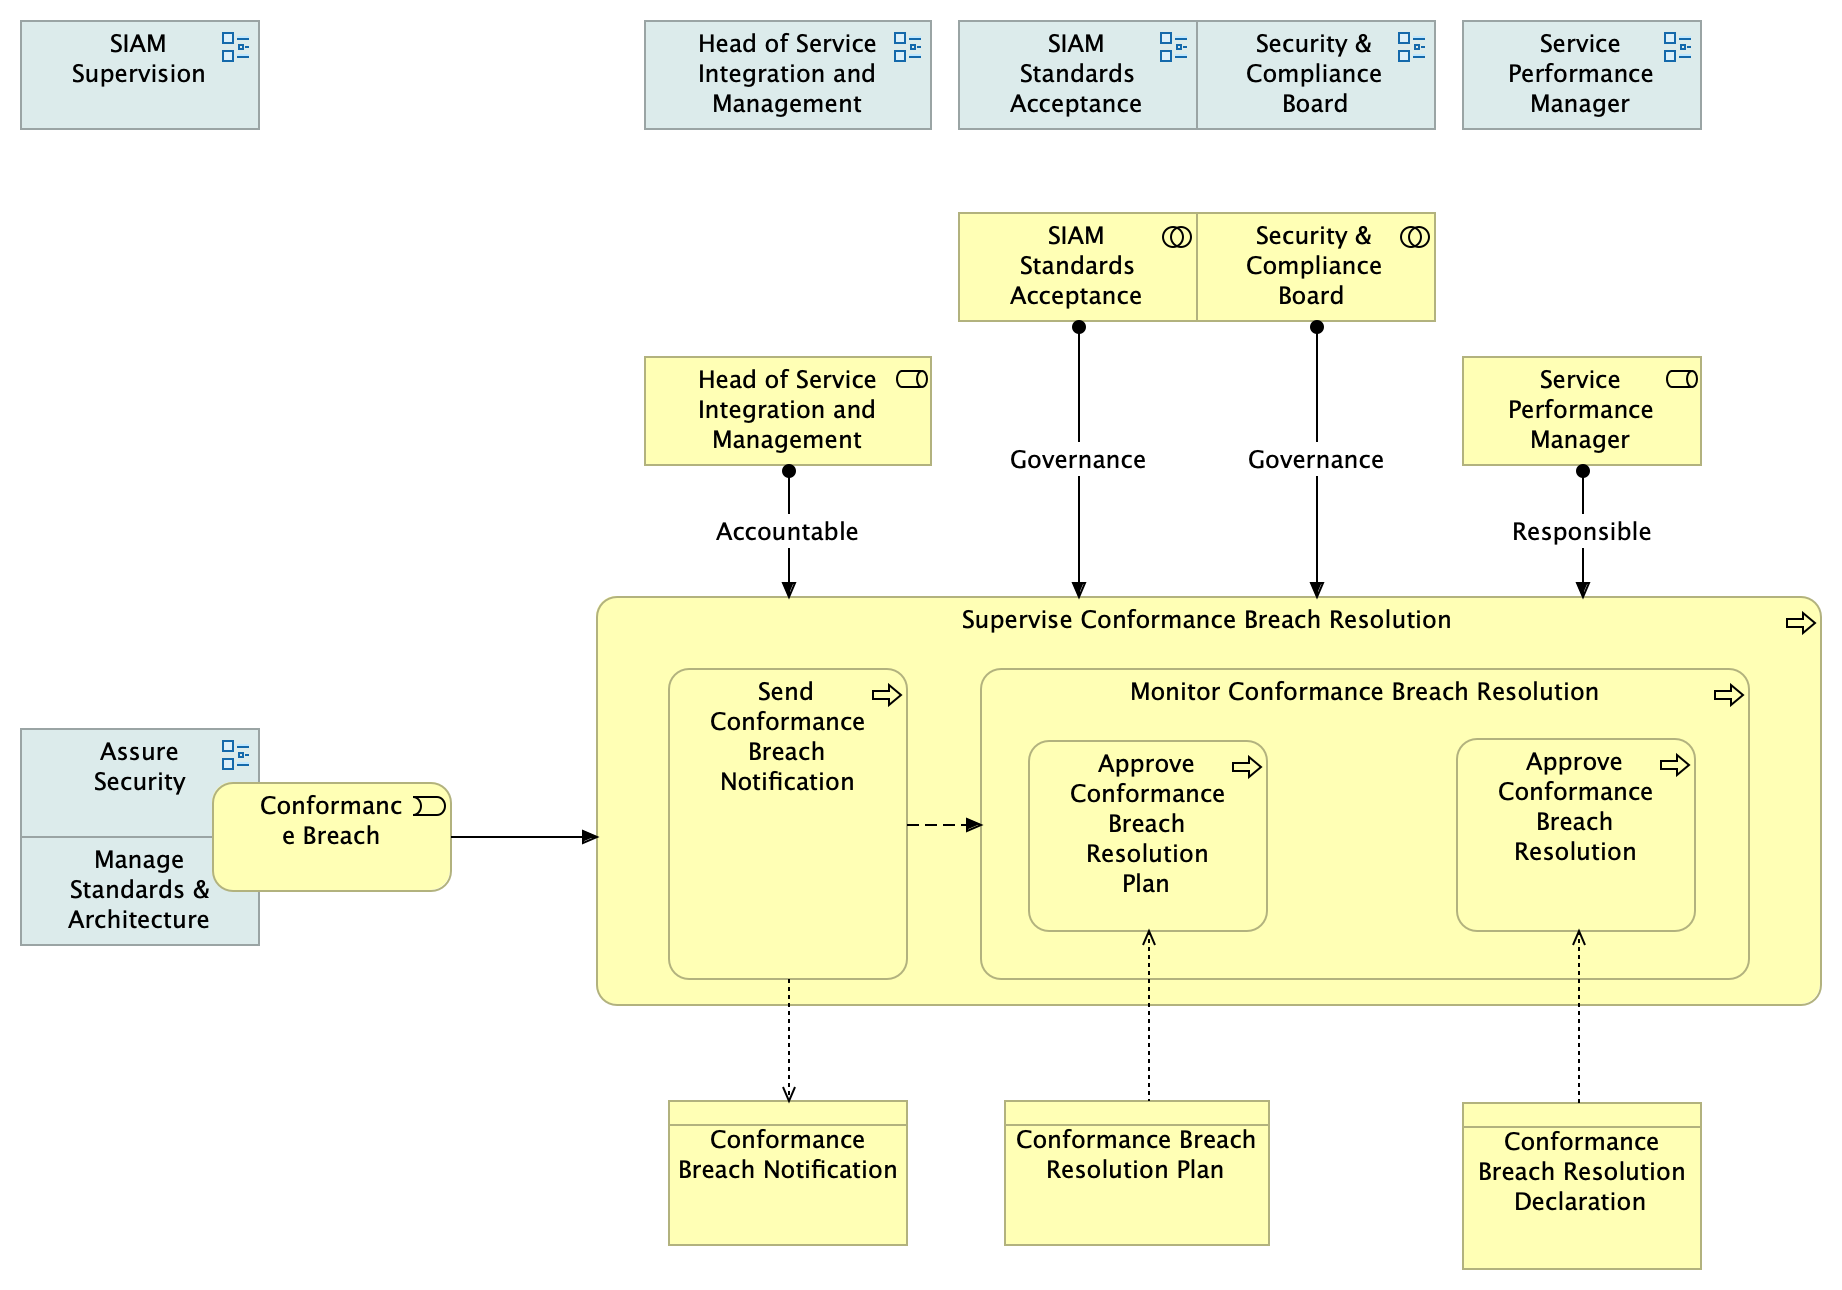 SIAM
Supervision
Head of Service
Integration and
Management
SIAM
Standards
Acceptance
Security &
Compliance
Board
Service
Performance
Manager
SIAM
Standards
Acceptance
Security &
Compliance
Board
Head of Service
Integration and
Management
Service
Performance
Manager
Governance
Governance
Accountable
Responsible
Supervise Conformance Breach Resolution
Send
Conformance
Breach
Notification
Monitor Conformance Breach Resolution
Approve
Conformance
Breach
Resolution
Plan
Approve
Conformance
Breach
Resolution
Assure
Security
Conformanc
e Breach
Manage
Standards &
Architecture
Conformance
Breach Notification
Conformance Breach
Resolution Plan
Conformance
Breach Resolution
Declaration